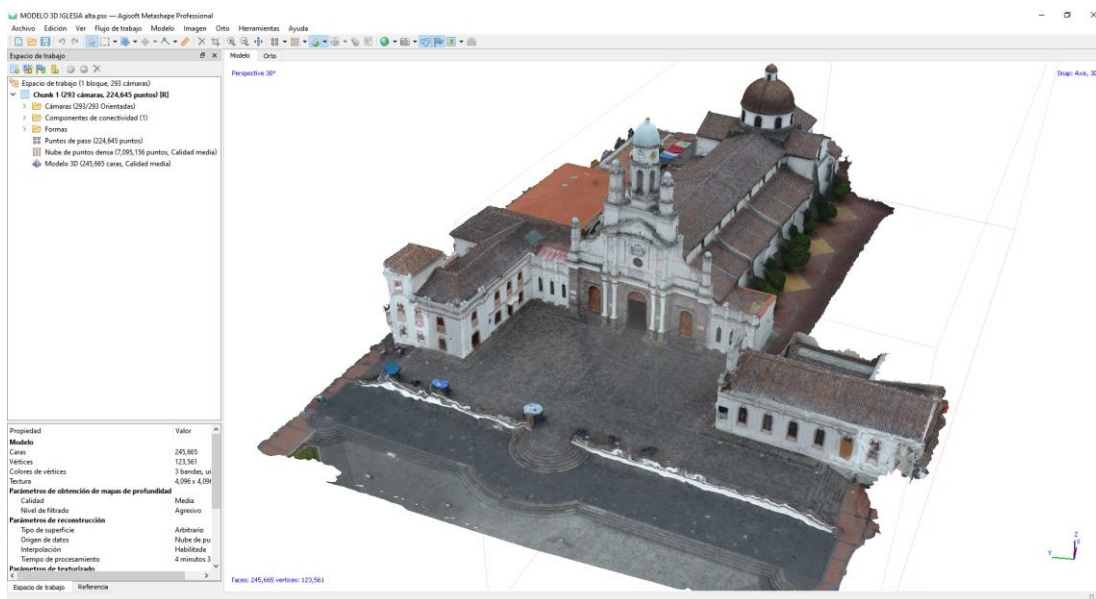 MODELO 3D IGLESIA alta.psx — Agisoft Metashape Professional
Archivo Edición Ver Flujo de trabajo Modelo Imagen Orto Herramientas Ayuda
Espacio de trabajo
Modelo Orto
Espacio de trabajo (1 bloque, 293 cámaras)
Chunk 1 (293 cámaras, 224,645 puntos) [R]
Cámaras (293/293 Orientadas)
Componentes de conectividad (1)
Formas
Puntos de paso (224,645 puntos)
Nube de puntos densa (7,095,156 puntos, Calidad media)
Modelo 3D (245,665 caras, Calidad media)
Perspective 30°
Snap: Axis, 3D
Propiedad Valor
Modelo
Caras 245,665
Vértices 123,561
Colores de vértices 3 bandas, ui
Textura 4,096 x 4,096
Parámetros de obtención de mapas de profundidad
Calidad Media
Nivel de filtrado Agresivo
Parámetros de reconstrucción
Tipo de superficie Arbitrario
Origen de datos Nube de pu
Interpolación Habilitada
Tiempo de procesamiento 4 minutos 3
Parámetros de texturizado
Espacio de trabajo Referencia
faces: 245,665 vertices: 123,561
Z
X
Y